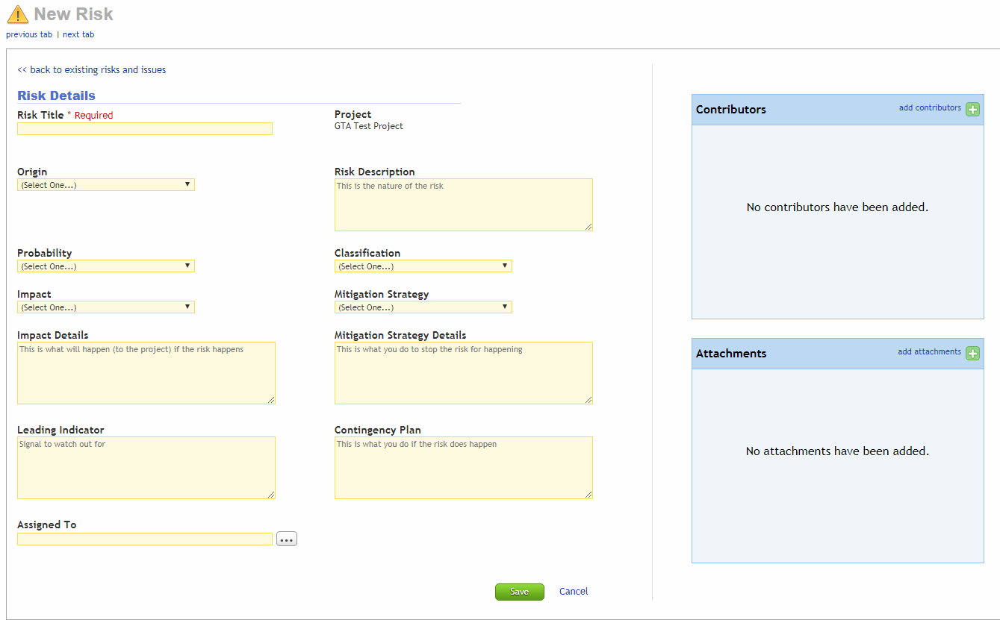 New Risk
previous tab | next tab
<< back to existing risks and issues
Risk Details
Risk Title * Required
Project
GTA Test Project
Origin
(Select One...)
Risk Description
This is the nature of the risk
Probability
(Select One...)
Classification
(Select One...)
Impact
(Select One...)
Mitigation Strategy
(Select One...)
Impact Details
This is what will happen (to the project) if the risk happens
Mitigation Strategy Details
This is what you do to stop the risk for happening
Leading Indicator
Signal to watch out for
Contingency Plan
This is what you do if the risk does happen
Assigned To
...
Save Cancel
Contributors add contributors
No contributors have been added.
Attachments add attachments
No attachments have been added.